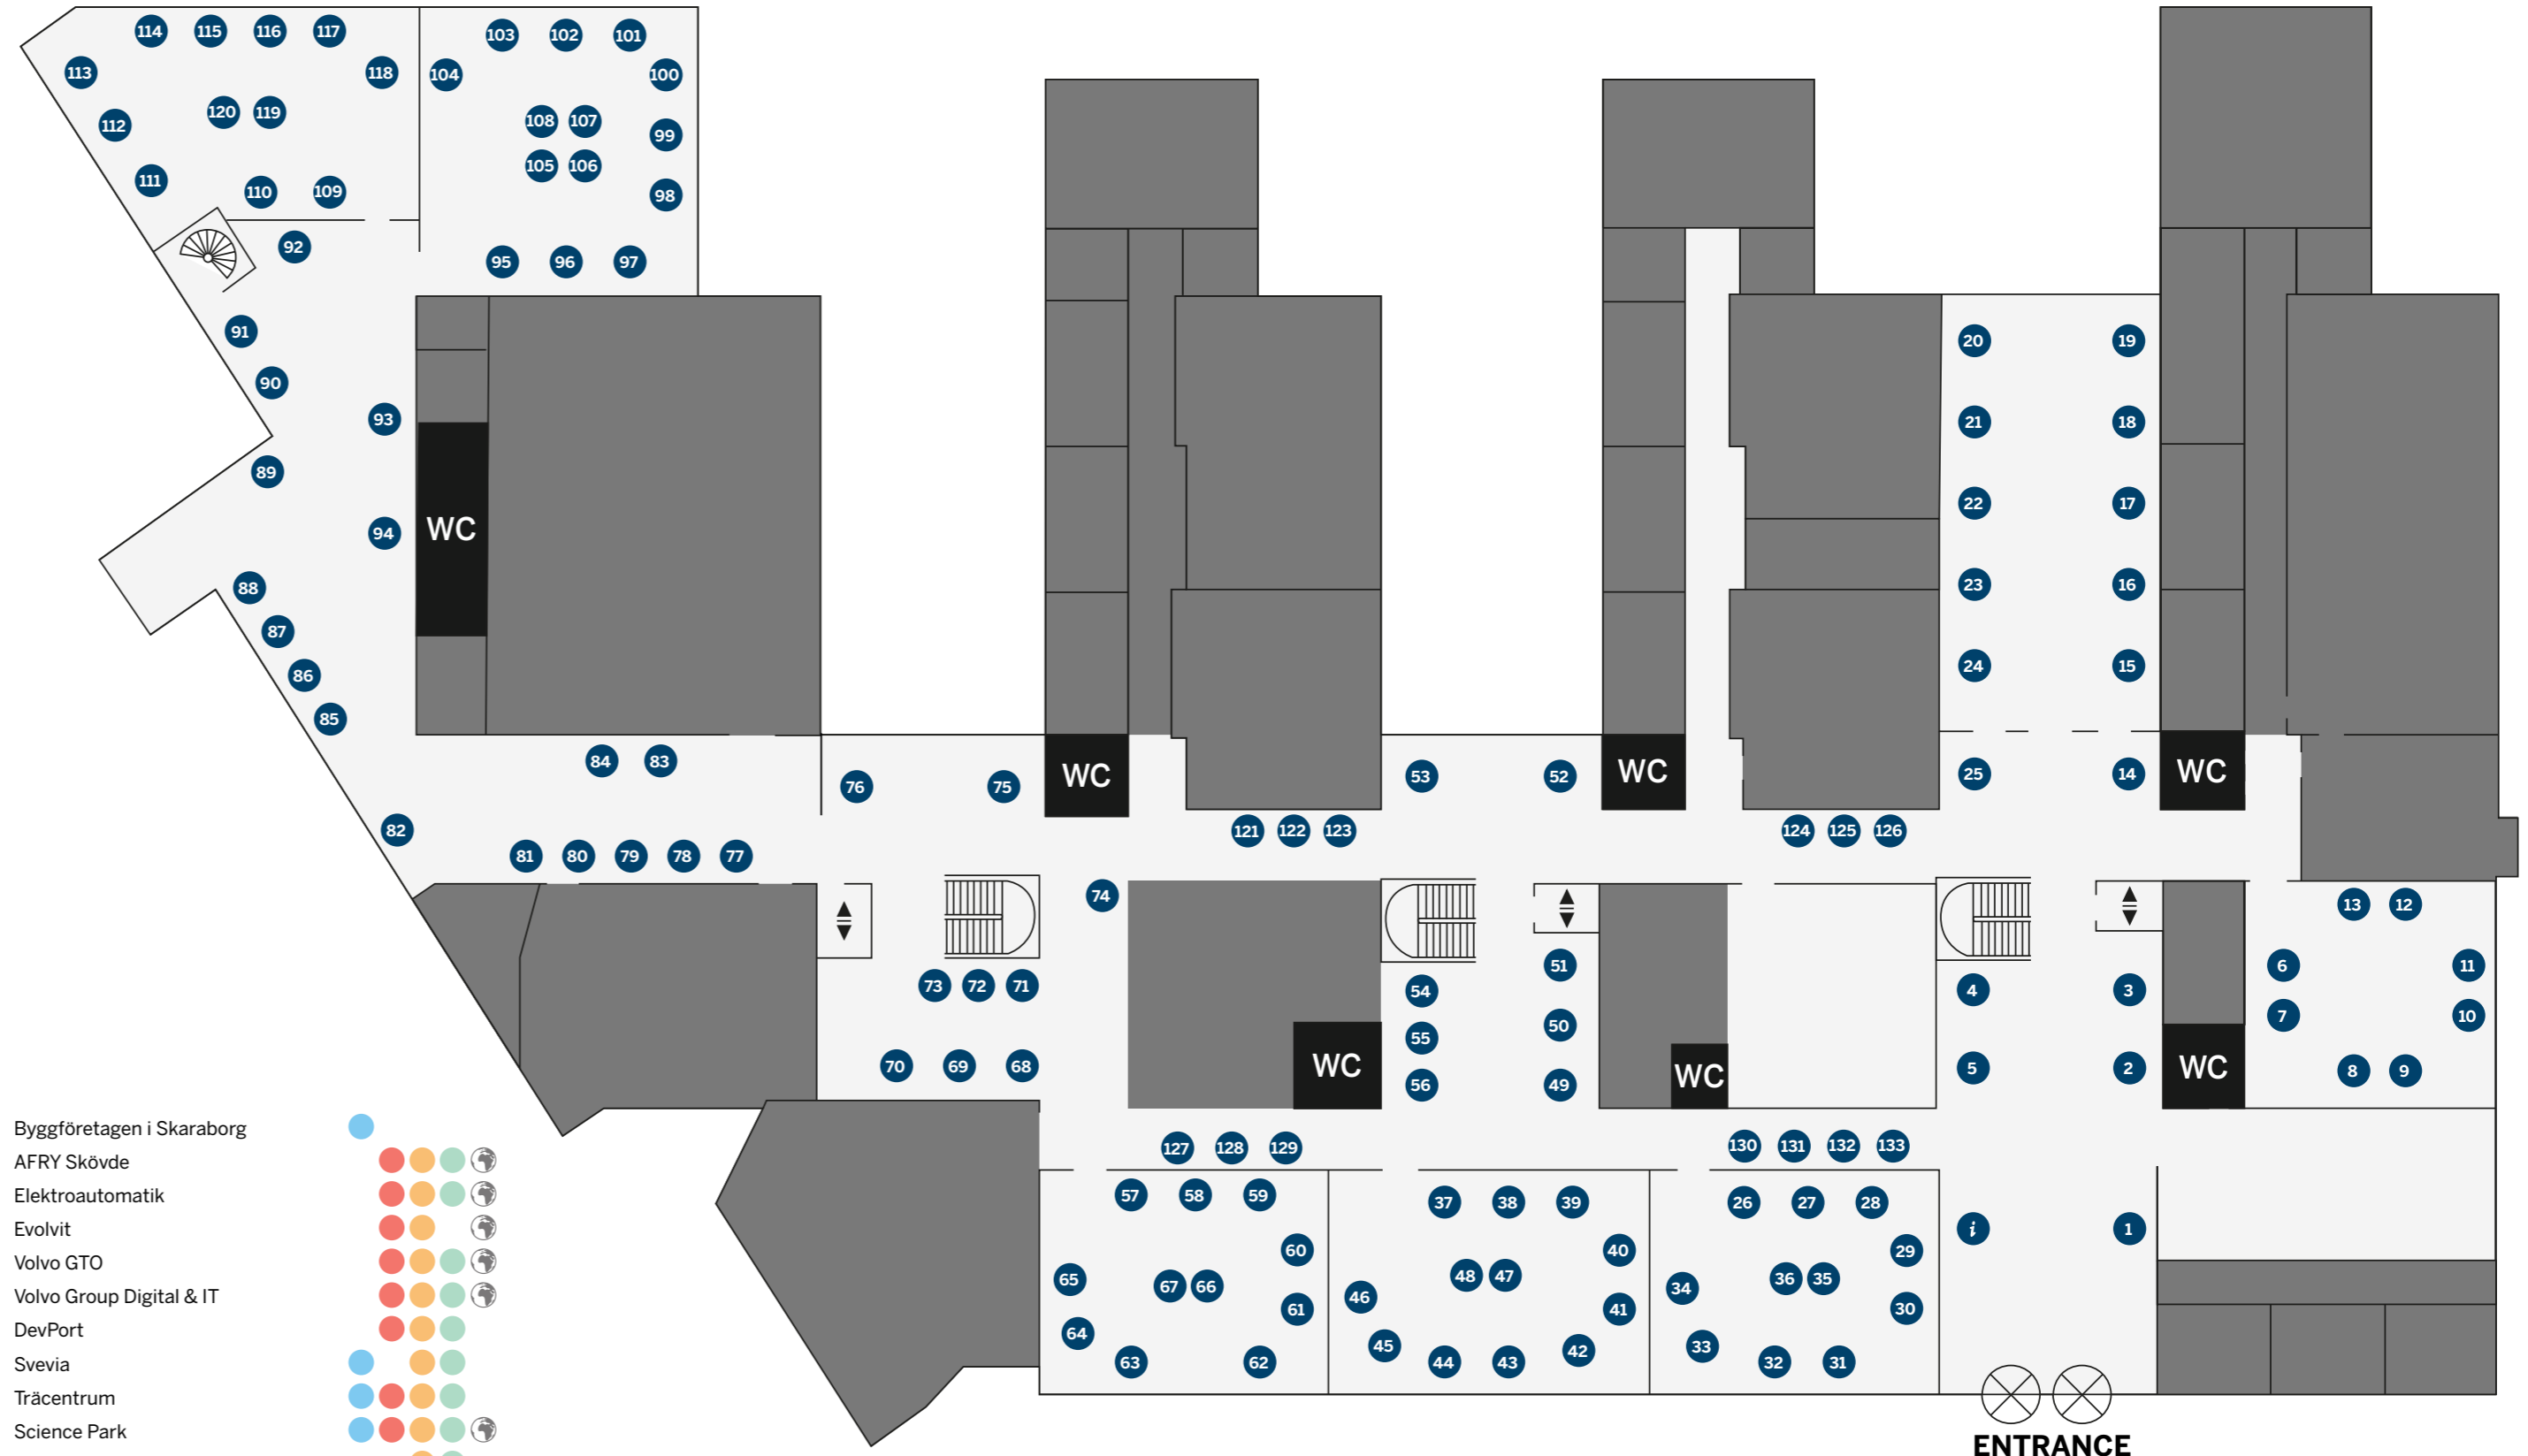 114 115 116 117
103 102 101
113 118 104 100
120 119
108 107
112 99
105 106
111 110 109 98
92
95 96 97
91
20 19
90
93 21 18
89
22 17
94 WC
88 23 16
87
86 24 15
85
84 83 76 75 WC 53 52 WC 25 14 WC
82 121 122 123 124 125 126
81 80 79 78 77
74 13 12
51 6 11
73 72 71 54 4 3
50 7 10
55
70 69 68 WC 56 49 WC 5 2 WC 8 9
127 128 129 130 131 132 133
57 58 59 37 38 39 26 27 28
i 1
60 40 29
65 67 66 48 47 36 35
46 34
61 41 30
64
45 42 33
63 62 44 43 32 31
ENTRANCE
Byggföretagen i Skaraborg
AFRY Skövde
Elektroautomatik
Evolvit
Volvo GTO
Volvo Group Digital & IT
DevPort
Svevia
Träcentrum
Science Park